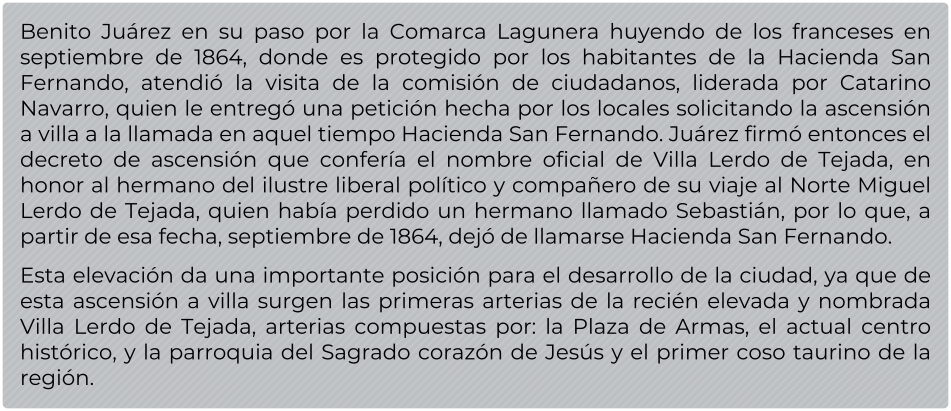 Benito Juárez en su paso por la Comarca Lagunera huyendo de los franceses en
septiembre de 1864, donde es protegido por los habitantes de la Hacienda San
Fernando, atendió la visita de la comisión de ciudadanos, liderada por Catarino
Navarro, quien le entregó una petición hecha por los locales solicitando la ascensión
a villa a la llamada en aquel tiempo Hacienda San Fernando. Juárez firmó entonces el
decreto de ascensión que confería el nombre oficial de Villa Lerdo de Tejada, en
honor al hermano del ilustre liberal político y compañero de su viaje al Norte Miguel
Lerdo de Tejada, quien había perdido un hermano llamado Sebastián, por lo que, a
partir de esa fecha, septiembre de 1864, dejó de llamarse Hacienda San Fernando.
Esta elevación da una importante posición para el desarrollo de la ciudad, ya que de
esta ascensión a villa surgen las primeras arterias de la recién elevada y nombrada
Villa Lerdo de Tejada, arterias compuestas por: la Plaza de Armas, el actual centro
histórico, y la parroquia del Sagrado corazón de Jesús y el primer coso taurino de la
región.